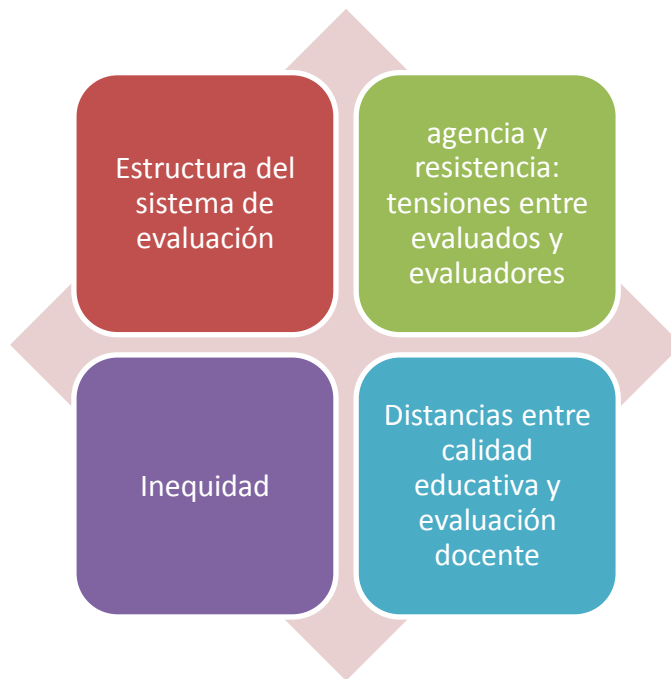 Estructura del
sistema de
evaluación
agencia y
resistencia:
tensiones entre
evaluados y
evaluadores
Inequidad
Distancias entre
calidad
educativa y
evaluación
docente